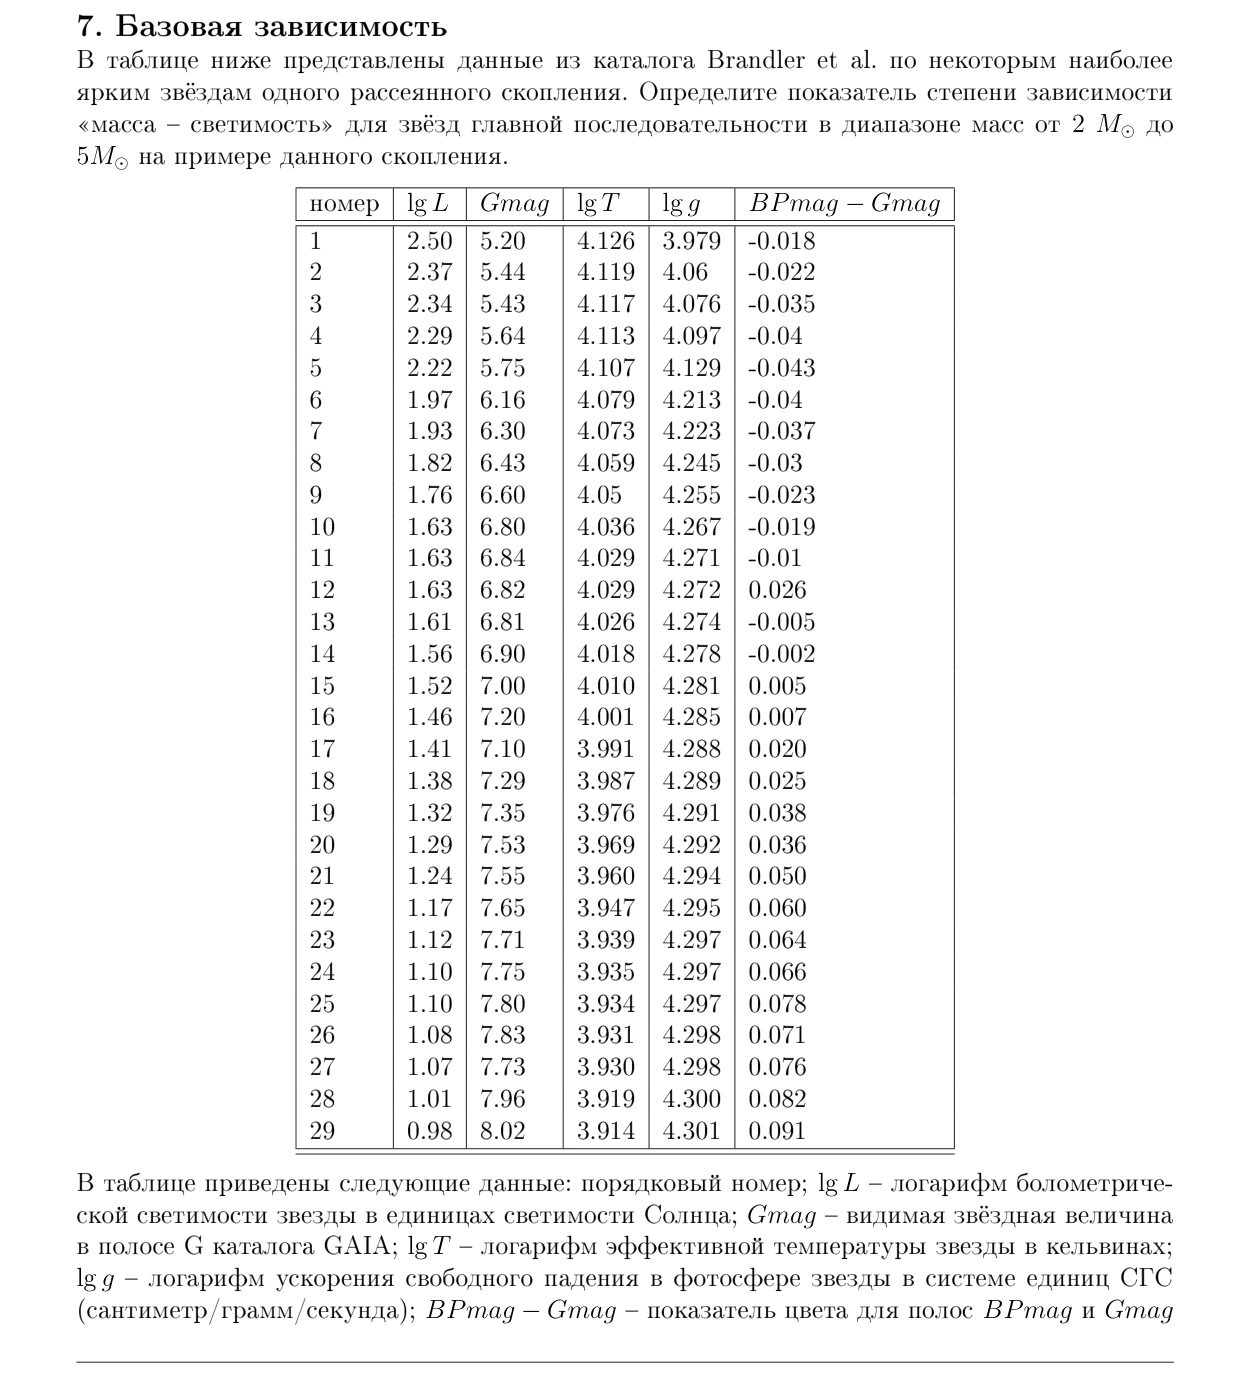 7. Базовая зависимость
В таблице ниже представлены данные из каталога Brandler et al. по некоторым наиболее
ярким звёздам одного рассеянного скопления. Определите показатель степени зависимости
«масса – светимость» для звёзд главной последовательности в диапазоне масс от 2 M⊙ до
5M⊙ на примере данного скопления.
номер lg L Gmag lg T lg g BPmag − Gmag
1 2.50 5.20 4.126 3.979 -0.018
2 2.37 5.44 4.119 4.06 -0.022
3 2.34 5.43 4.117 4.076 -0.035
4 2.29 5.64 4.113 4.097 -0.04
5 2.22 5.75 4.107 4.129 -0.043
6 1.97 6.16 4.079 4.213 -0.04
7 1.93 6.30 4.073 4.223 -0.037
8 1.82 6.43 4.059 4.245 -0.03
9 1.76 6.60 4.05 4.255 -0.023
10 1.63 6.80 4.036 4.267 -0.019
11 1.63 6.84 4.029 4.271 -0.01
12 1.63 6.82 4.029 4.272 0.026
13 1.61 6.81 4.026 4.274 -0.005
14 1.56 6.90 4.018 4.278 -0.002
15 1.52 7.00 4.010 4.281 0.005
16 1.46 7.20 4.001 4.285 0.007
17 1.41 7.10 3.991 4.288 0.020
18 1.38 7.29 3.987 4.289 0.025
19 1.32 7.35 3.976 4.291 0.038
20 1.29 7.53 3.969 4.292 0.036
21 1.24 7.55 3.960 4.294 0.050
22 1.17 7.65 3.947 4.295 0.060
23 1.12 7.71 3.939 4.297 0.064
24 1.10 7.75 3.935 4.297 0.066
25 1.10 7.80 3.934 4.297 0.078
26 1.08 7.83 3.931 4.298 0.071
27 1.07 7.73 3.930 4.298 0.076
28 1.01 7.96 3.919 4.300 0.082
29 0.98 8.02 3.914 4.301 0.091
В таблице приведены следующие данные: порядковый номер; lg L – логарифм болометриче-
ской светимости звезды в единицах светимости Солнца; Gmag – видимая звёздная величина
в полосе G каталога GAIA; lg T – логарифм эффективной температуры звезды в кельвинах;
lg g – логарифм ускорения свободного падения в фотосфере звезды в системе единиц СГС
(сантиметр/грамм/секунда); BPmag − Gmag – показатель цвета для полос BPmag и Gmag